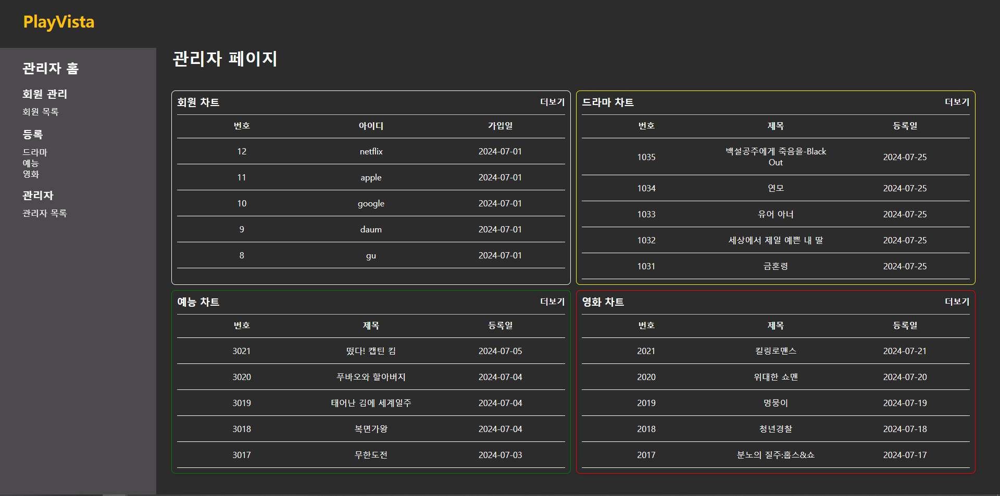 PlayVista
관리자 홈
회원 관리
회원 목록
등록
드라마
예능
영화
관리자
관리자 목록
관리자 페이지
회원 차트 더보기
번호 아이디 가입일
12 netflix 2024-07-01
11 apple 2024-07-01
10 google 2024-07-01
9 daum 2024-07-01
8 gu 2024-07-01
드라마 차트 더보기
번호 제목 등록일
1035 백설공주에게 죽음을-Black 2024-07-25
Out
1034 연모 2024-07-25
1033 유어 아너 2024-07-25
1032 세상에서 제일 예쁜 내 딸 2024-07-25
1031 금혼령 2024-07-25
예능 차트 더보기
번호 제목 등록일
3021 떴다! 캡틴 킴 2024-07-05
3020 푸바오와 할아버지 2024-07-04
3019 태어난 김에 세계일주 2024-07-04
3018 복면가왕 2024-07-04
3017 무한도전 2024-07-03
영화 차트 더보기
번호 제목 등록일
2021 킬링로맨스 2024-07-21
2020 위대한 쇼맨 2024-07-20
2019 멍뭉이 2024-07-19
2018 청년경찰 2024-07-18
2017 분노의 질주:홉스&쇼 2024-07-17